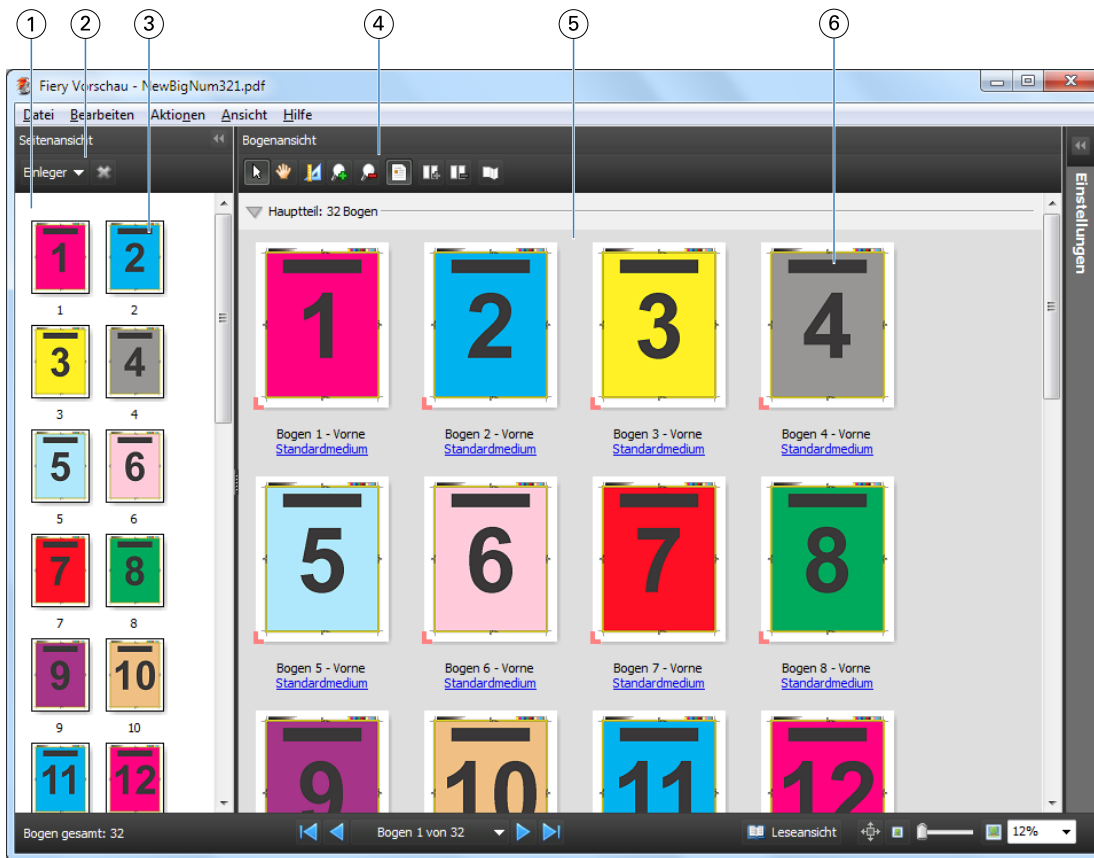 1 2 3 4 5 6
Fiery Vorschau - NewBigNum321.pdf
Datei Bearbeiten Aktionen Ansicht Hilfe
Seitenansicht
Bogenansicht
Einleger
Hauptteil: 32 Bogen
1 2
1 2
3 4
3 4
5 6
5 6
7 8
7 8
9 10
9 10
11 12
1 2 3 4
Bogen 1 - Vorne Bogen 2 - Vorne Bogen 3 - Vorne Bogen 4 - Vorne
Standardmedium Standardmedium Standardmedium Standardmedium
5 6 7 8
Bogen 5 - Vorne Bogen 6 - Vorne Bogen 7 - Vorne Bogen 8 - Vorne
Standardmedium Standardmedium Standardmedium Standardmedium
9 10 11 12
Einstellungen
Bogen gesamt: 32
Bogen 1 von 32
Leseansicht
12%